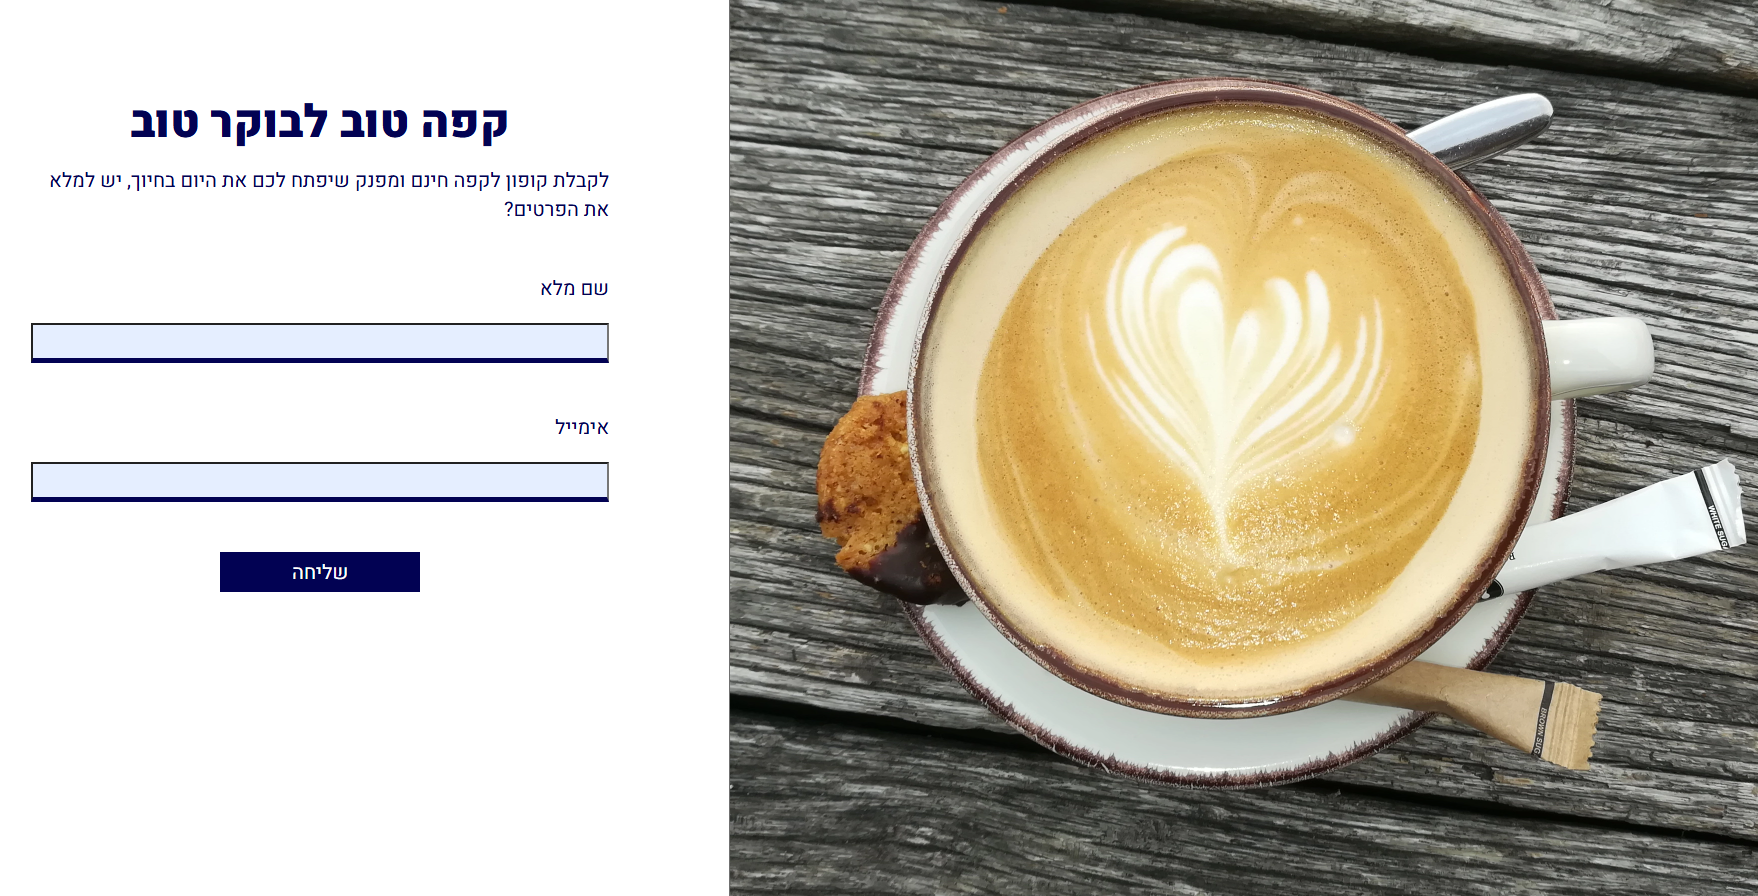 קפה טוב לבוקר טוב
לקבלת קופון לקפה חינם ומפנק שיפתח לכם את היום בחיוך, יש למלא
את הפרטים?
שם מלא
אימייל
שליחה
WHITE SUGA
BROWN SUG